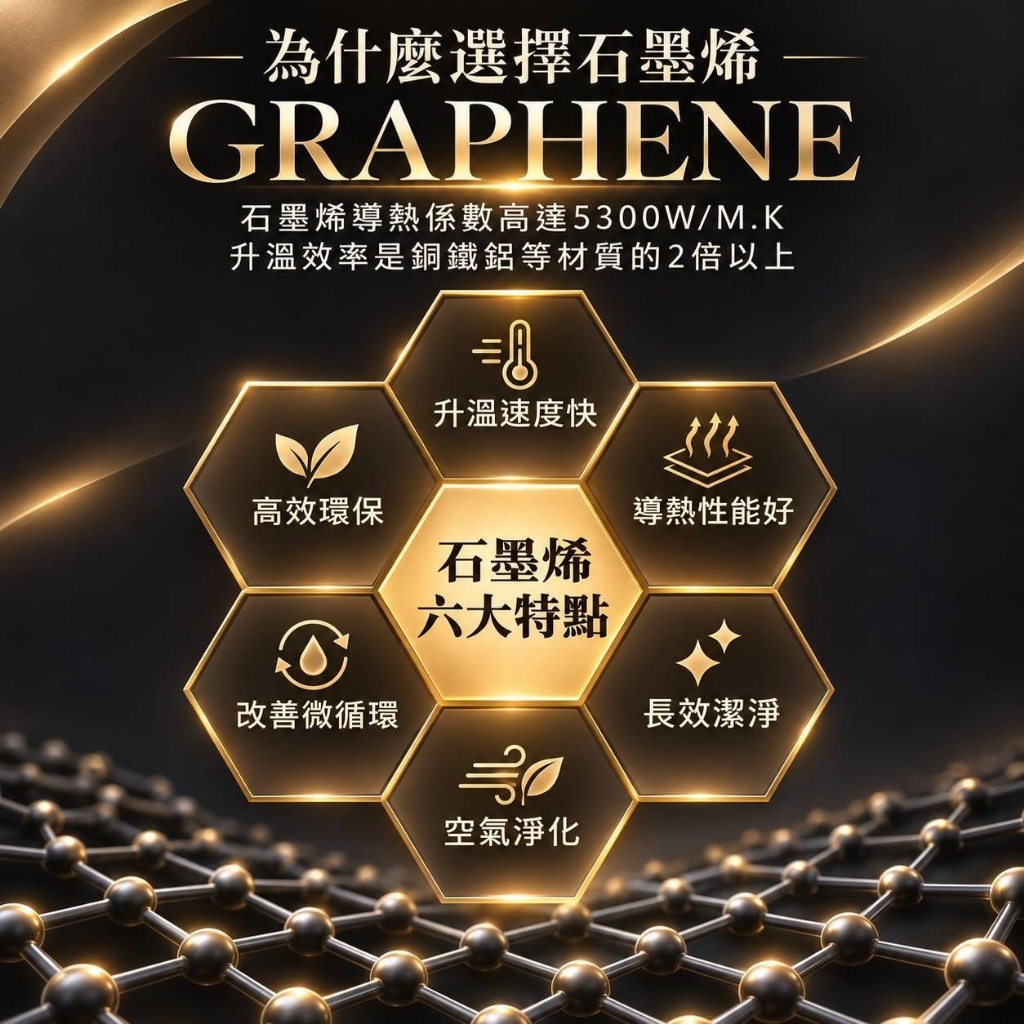 為什麼選擇石墨烯
GRAPHENE
石墨烯導熱係數高達5300W/M.K
升溫效率是銅鐵鋁等材質的2倍以上
升溫速度快
高效環保
導熱性能好
石墨烯
六大特點
改善微循環
長效潔淨
空氣淨化